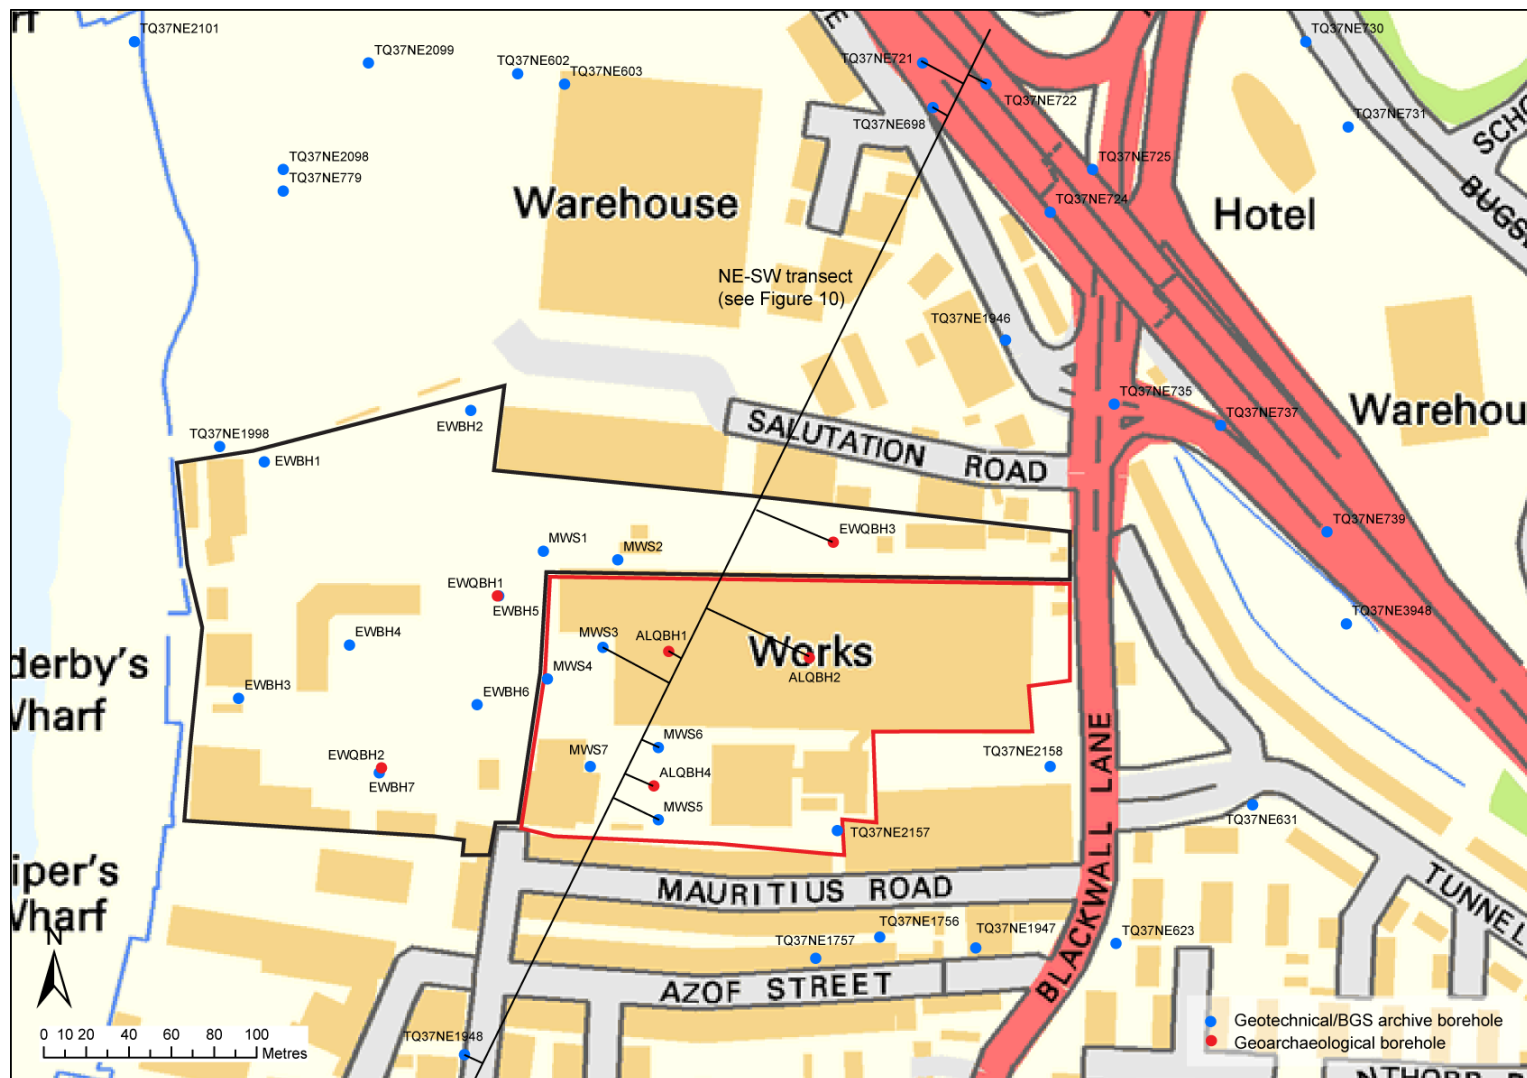 rf
TQ37NE2101
TQ37NE2099
TQ37NE602
TQ37NE603
TQ37NE721
TQ37NE722
TQ37NE698
TQ37NE730
TQ37NE731
TQ37NE2098
TQ37NE779
TQ37NE725
TQ37NE724
Warehouse
Hotel
NE-SW transect
(see Figure 10)
TQ37NE1946
TQ37NE735
TQ37NE737
Warehou
SALUTATION ROAD
EWBH2
TQ37NE1998
EWBH1
TQ37NE739
EWQBH3
MWS1
MWS2
EWQBH1
EWBH5
TQ37NE3948
EWBH4
MWS3
ALQBH1
Works
ALQBH2
derby's
Wharf
MWS4
EWBH3
EWBH6
MWS6
MWS7
TQ37NE2158
EWQBH2
EWBH7
ALQBH4
MWS5
TQ37NE2157
TQ37NE631
BLACKWALL LANE
iper's
Wharf
MAURITIUS ROAD
TUNNEL
TQ37NE1756
TQ37NE1947
TQ37NE1757
TQ37NE623
AZOF STREET
N
0 10 20 40 60 80 100
Metres
TQ37NE1948
Geotechnical/BGS archive borehole
Geoarchaeological borehole